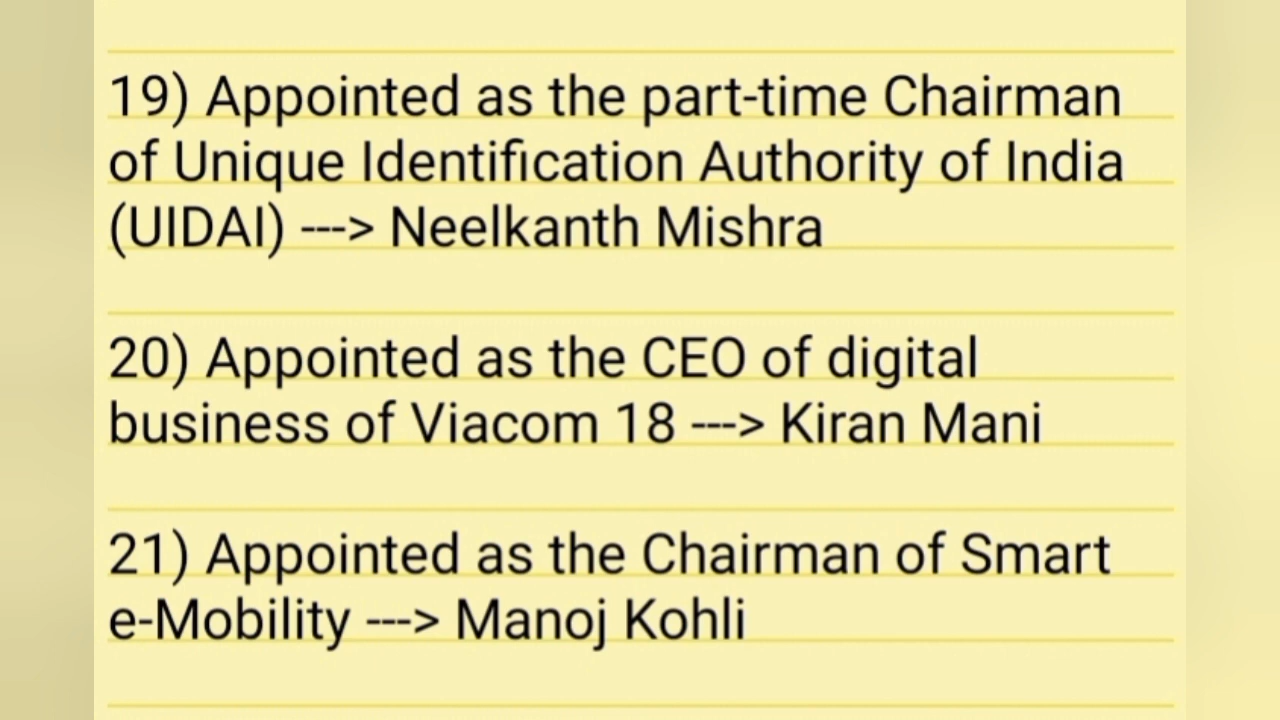 19) Appointed as the part-time Chairman
of Unique Identification Authority of India
(UIDAI) ---> Neelkanth Mishra
20) Appointed as the CEO of digital
business of Viacom 18 ---> Kiran Mani
21) Appointed as the Chairman of Smart
e-Mobility ---> Manoj Kohli